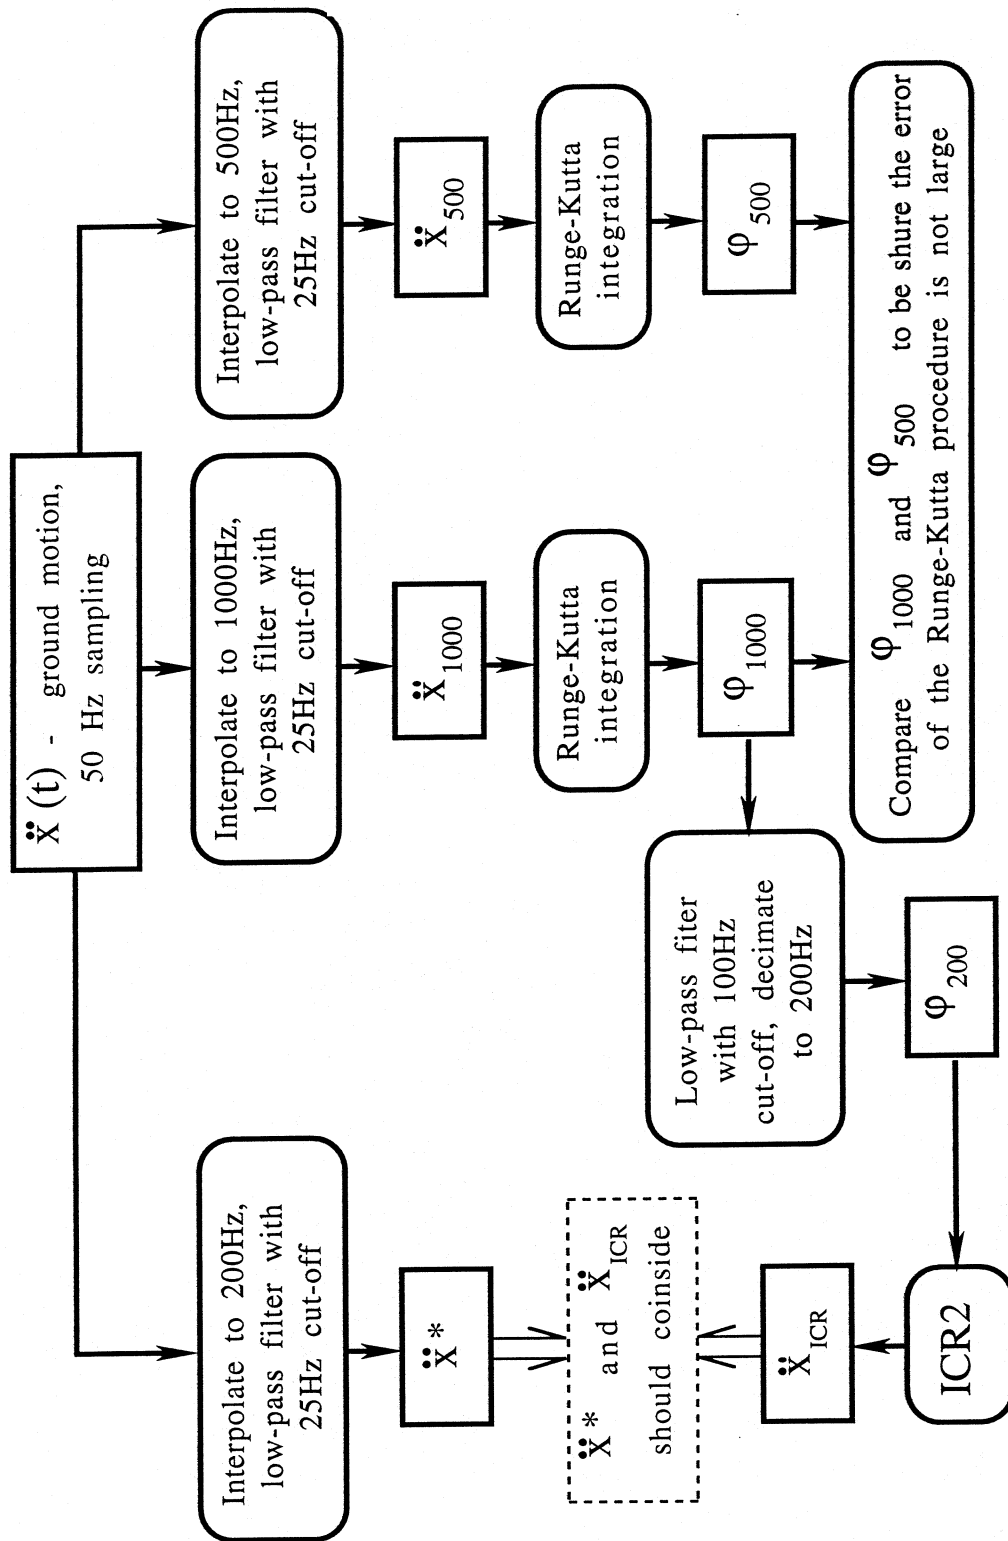 Ẍ(t) - ground motion,
50 Hz sampling
Interpolate to 200Hz,
low-pass filter with
25Hz cut-off
Interpolate to 1000Hz,
low-pass filter with
25Hz cut-off
Interpolate to 500Hz,
low-pass filter with
25Hz cut-off
Ẍ*
Ẍ1000
Ẍ500
Runge-Kutta
integration
Runge-Kutta
integration
Ẍ* and ẌICR
should coinside
φ1000
φ500
Low-pass fiter
with 100Hz
cut-off, decimate
to 200Hz
ẌICR
Compare φ1000 and φ500 to be shure the error
of the Runge-Kutta procedure is not large
φ200
ICR2